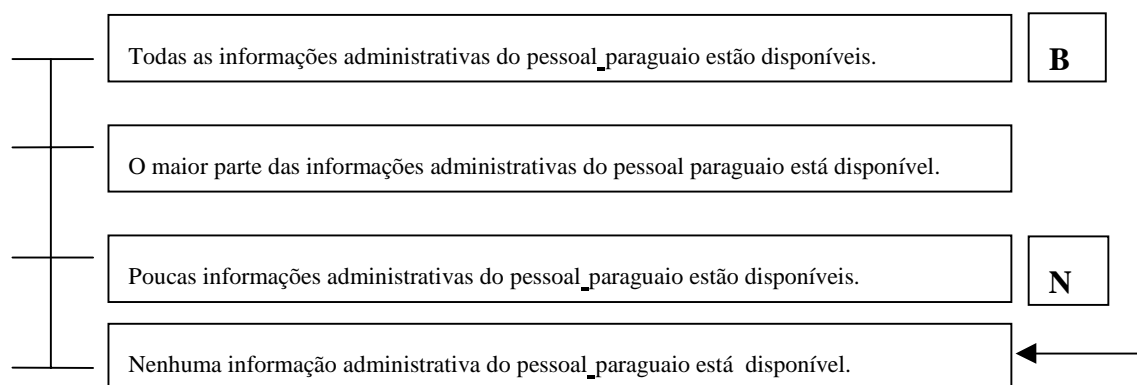 Todas as informações administrativas do pessoal paraguaio estão disponíveis.
B
O maior parte das informações administrativas do pessoal paraguaio está disponível.
Poucas informações administrativas do pessoal paraguaio estão disponíveis.
N
Nenhuma informação administrativa do pessoal paraguaio está disponível.